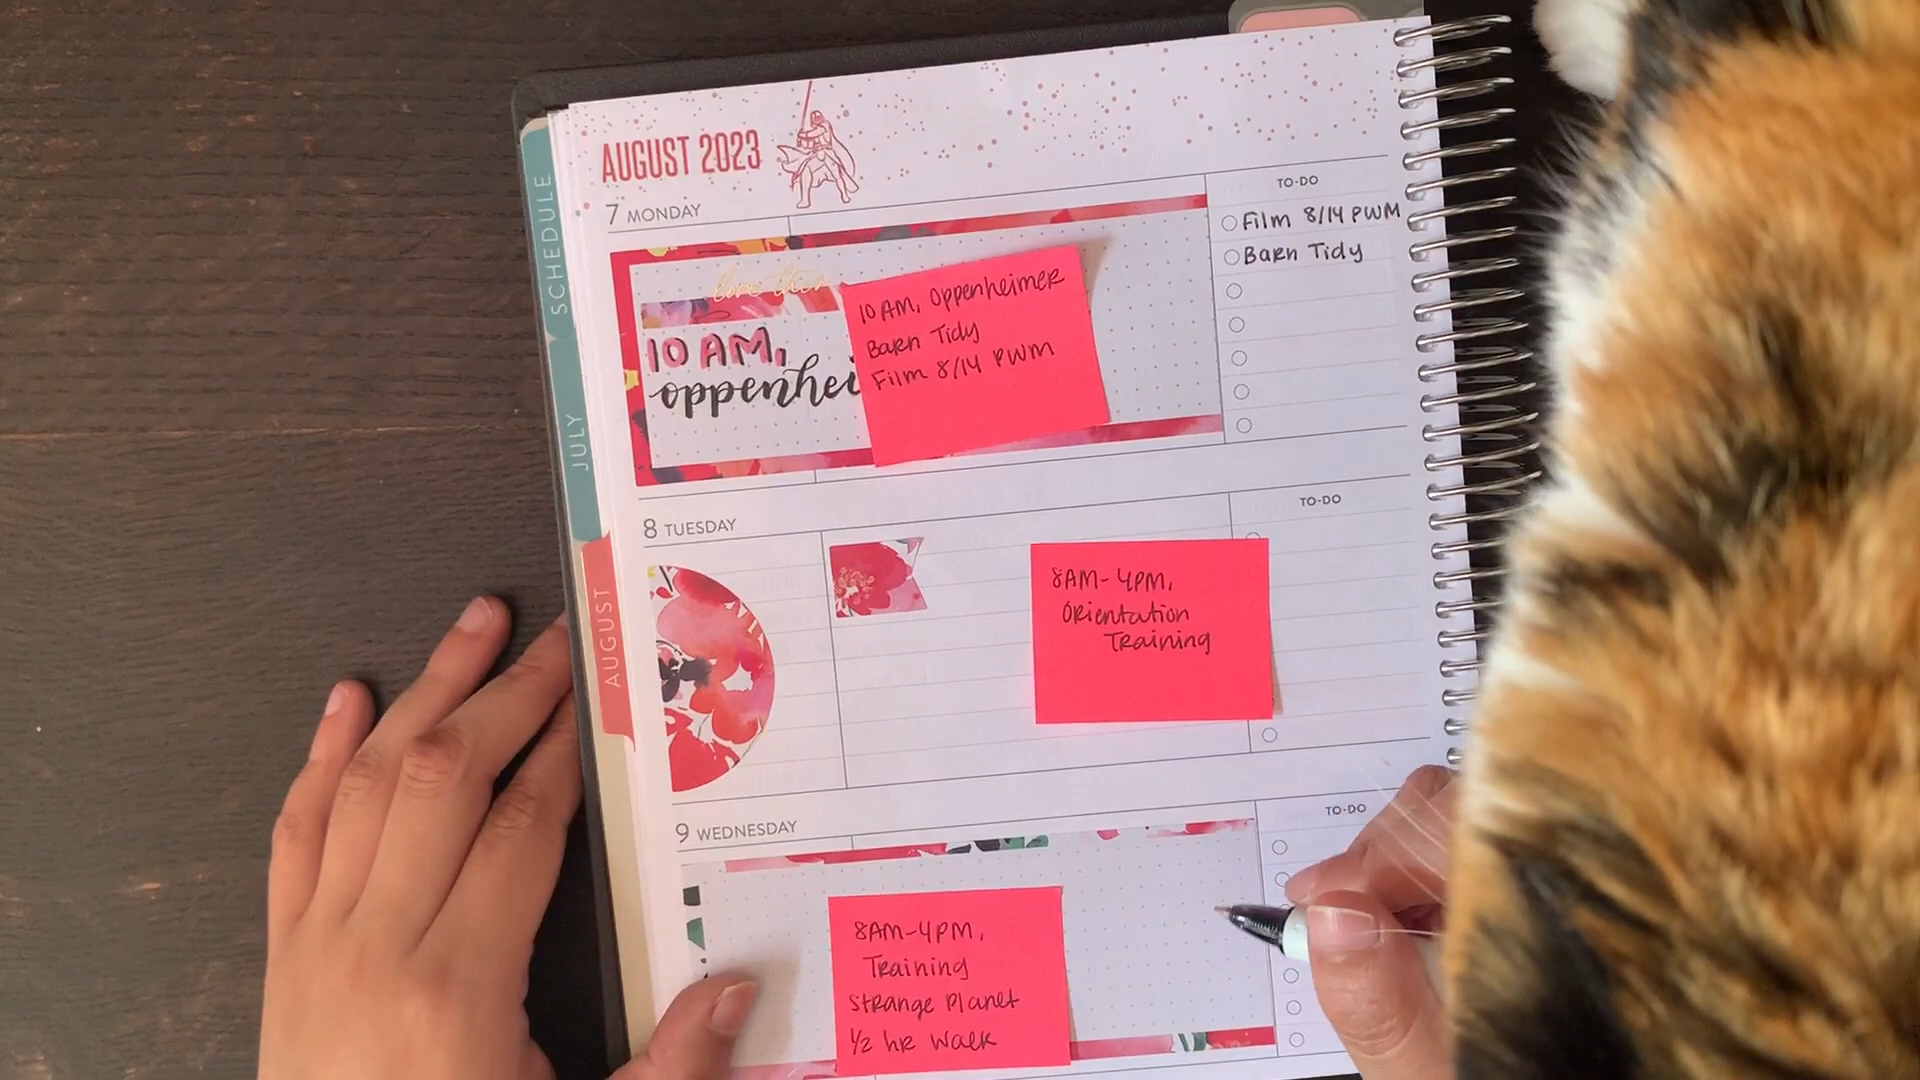 SCHEDULE
JULY
AUGUST
AUGUST 2023
7 MONDAY
love this
10 AM,
oppenhei
10 AM, Oppenheimer
Barn Tidy
Film 8/14 PWM
TO-DO
Film 8/14 PWM
Barn Tidy
8 TUESDAY
8AM-4PM,
Orientation
Training
TO-DO
9 WEDNESDAY
8AM-4PM,
Training
Strange Planet
1/2 hr walk
TO-DO